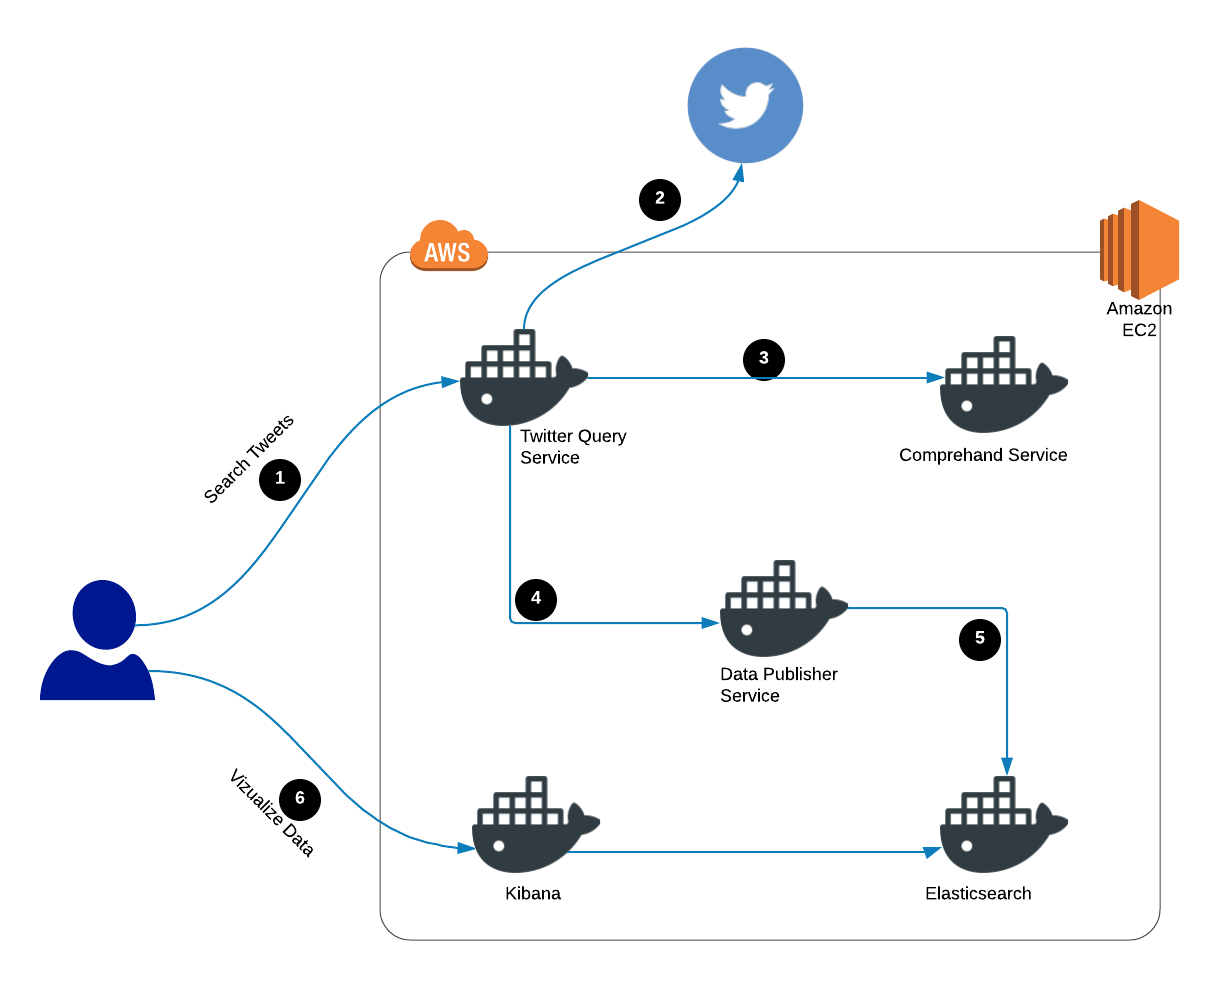 2
AWS
Amazon
EC2
3
Twitter Query
Service
Comprehand Service
Search Tweets
1
4
5
Data Publisher
Service
Vizualize Data
6
Kibana
Elasticsearch